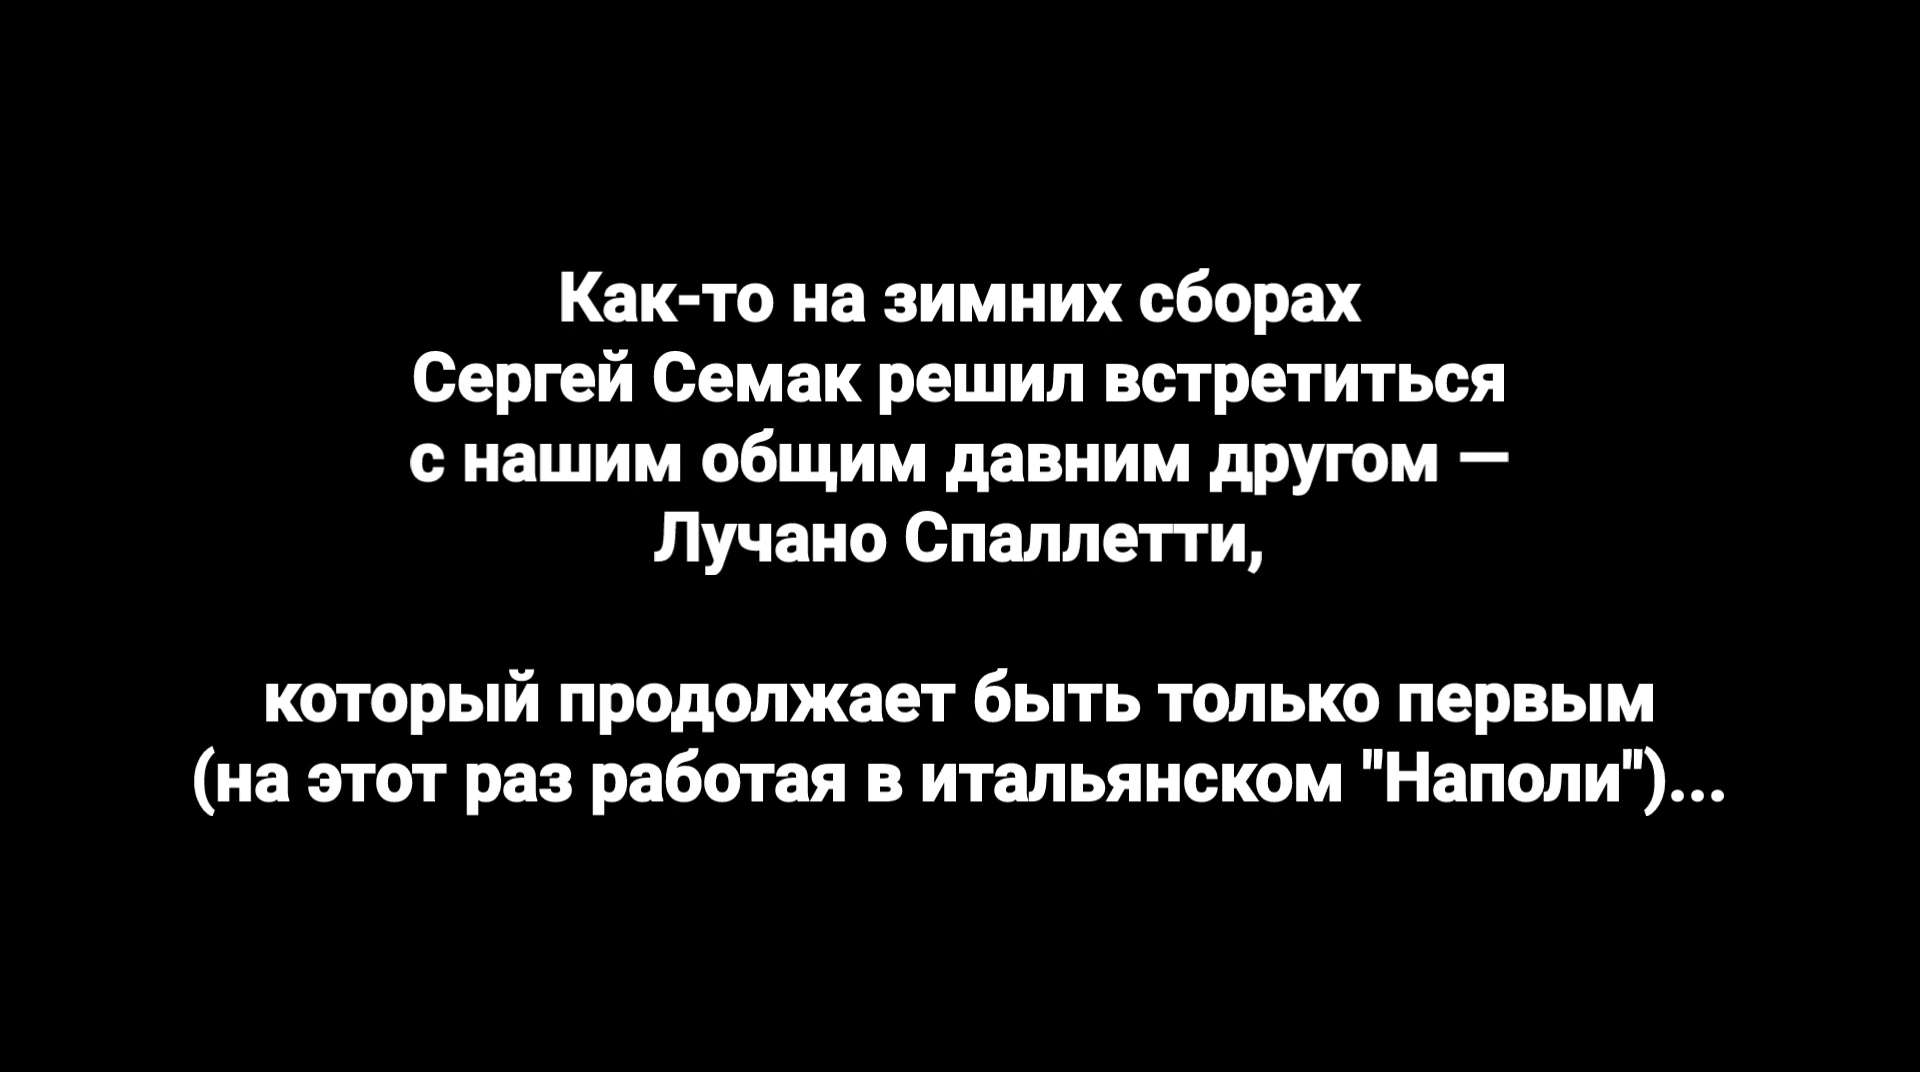 Как-то на зимних сборах
Сергей Семак решил встретиться
с нашим общим давним другом —
Лучано Спаллетти,
который продолжает быть только первым
(на этот раз работая в итальянском "Наполи")...